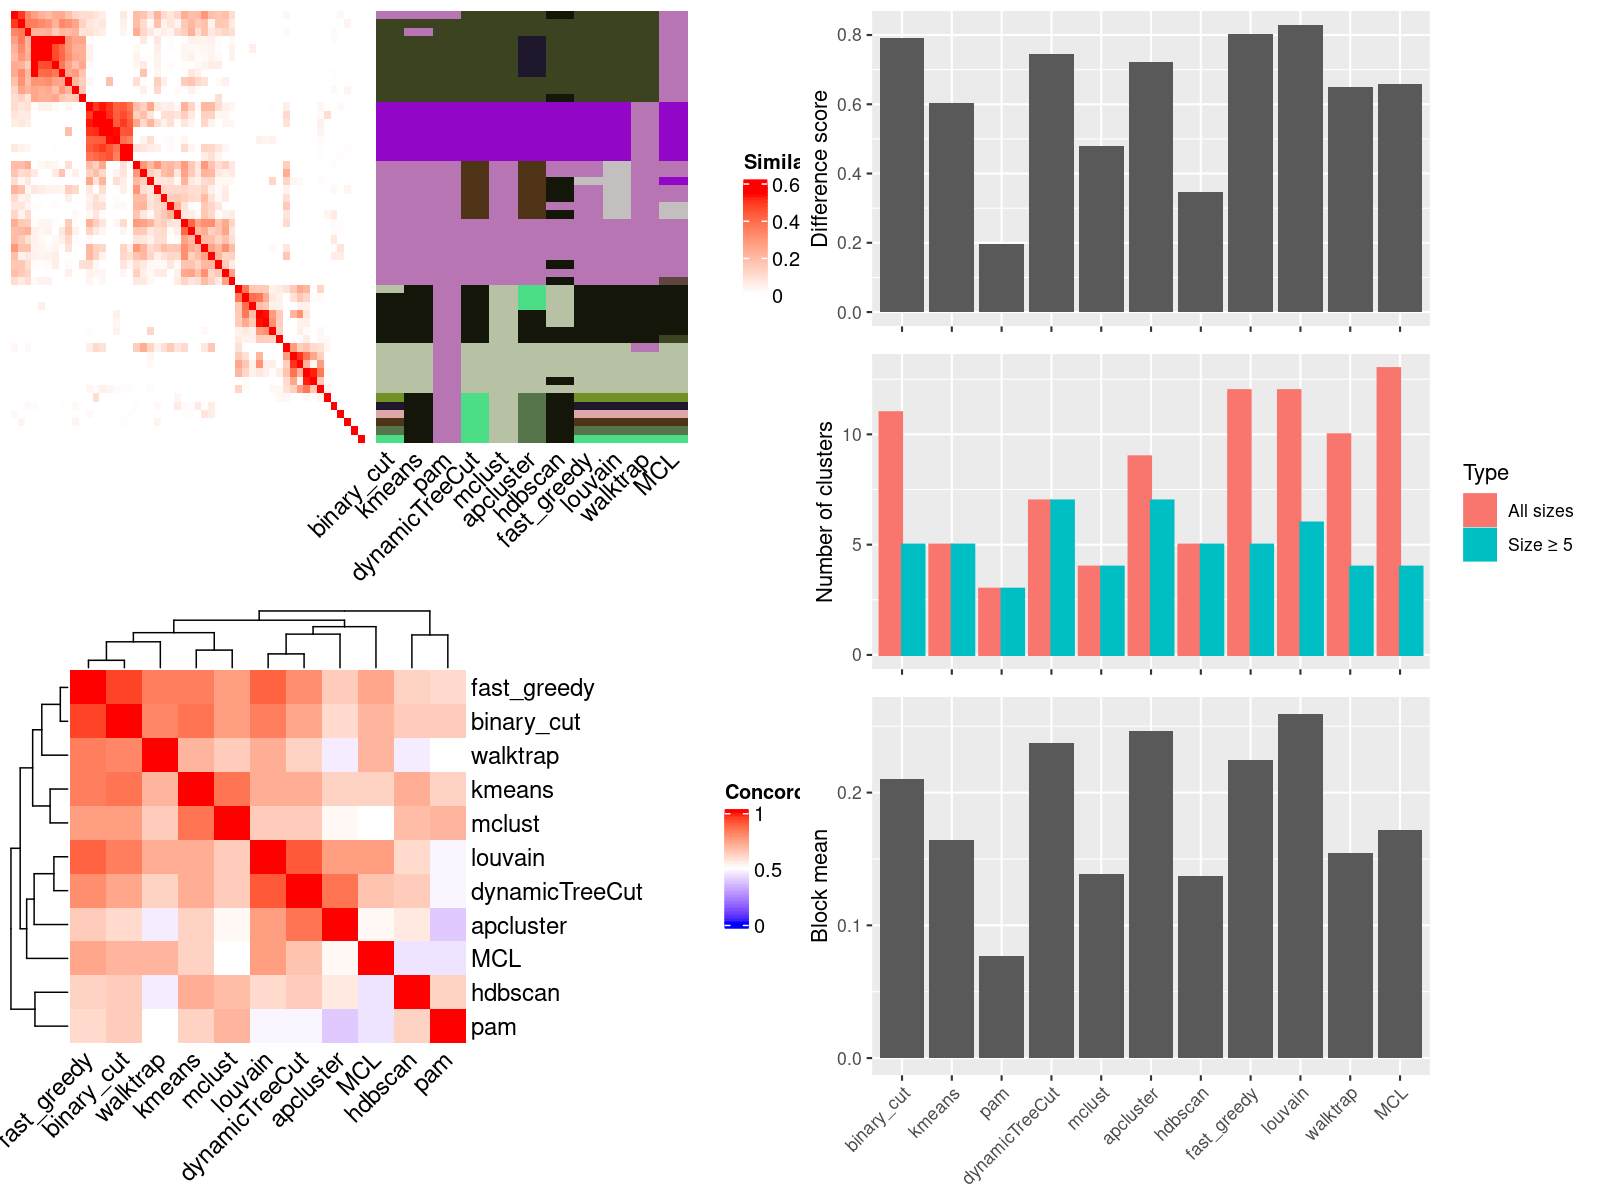 Simila
0.6
0.4
0.2
0
binary_cut
kmeans
pam
dynamicTreeCut
mclust
apcluster
hdbscan
fast_greedy
louvain
walktrap
MCL
fast_greedy
binary_cut
walktrap
kmeans
mclust
louvain
dynamicTreeCut
apcluster
MCL
hdbscan
pam
Concord
1
0.5
0
fast_greedy
binary_cut
walktrap
kmeans
mclust
louvain
dynamicTreeCut
apcluster
MCL
hdbscan
pam
Difference score
0.8
0.6
0.4
0.2
0.0
Number of clusters
10
5
0
Type
All sizes
Size ≥ 5
Block mean
0.2
0.1
0.0
binary_cut
kmeans
pam
dynamicTreeCut
mclust
apcluster
hdbscan
fast_greedy
louvain
walktrap
MCL